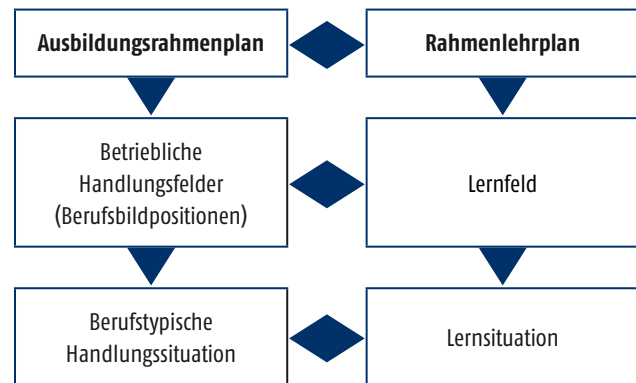 Ausbildungsrahmenplan
Rahmenlehrplan
Betriebliche
Handlungsfelder
(Berufsbildpositionen)
Lernfeld
Berufstypische
Handlungssituation
Lernsituation